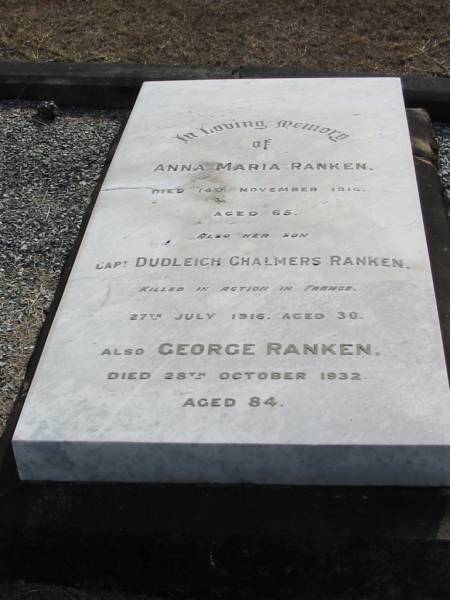 In Loving Memory
of
ANNA MARIA RANKEN.
DIED 14TH NOVEMBER 1916.
AGED 65.
ALSO HER SON
CAPT DUDLEIGH CHALMERS RANKEN.
KILLED IN ACTION IN FRANCE.
27TH JULY 1916. AGED 30.
ALSO GEORGE RANKEN.
DIED 28TH OCTOBER 1932
AGED 84.